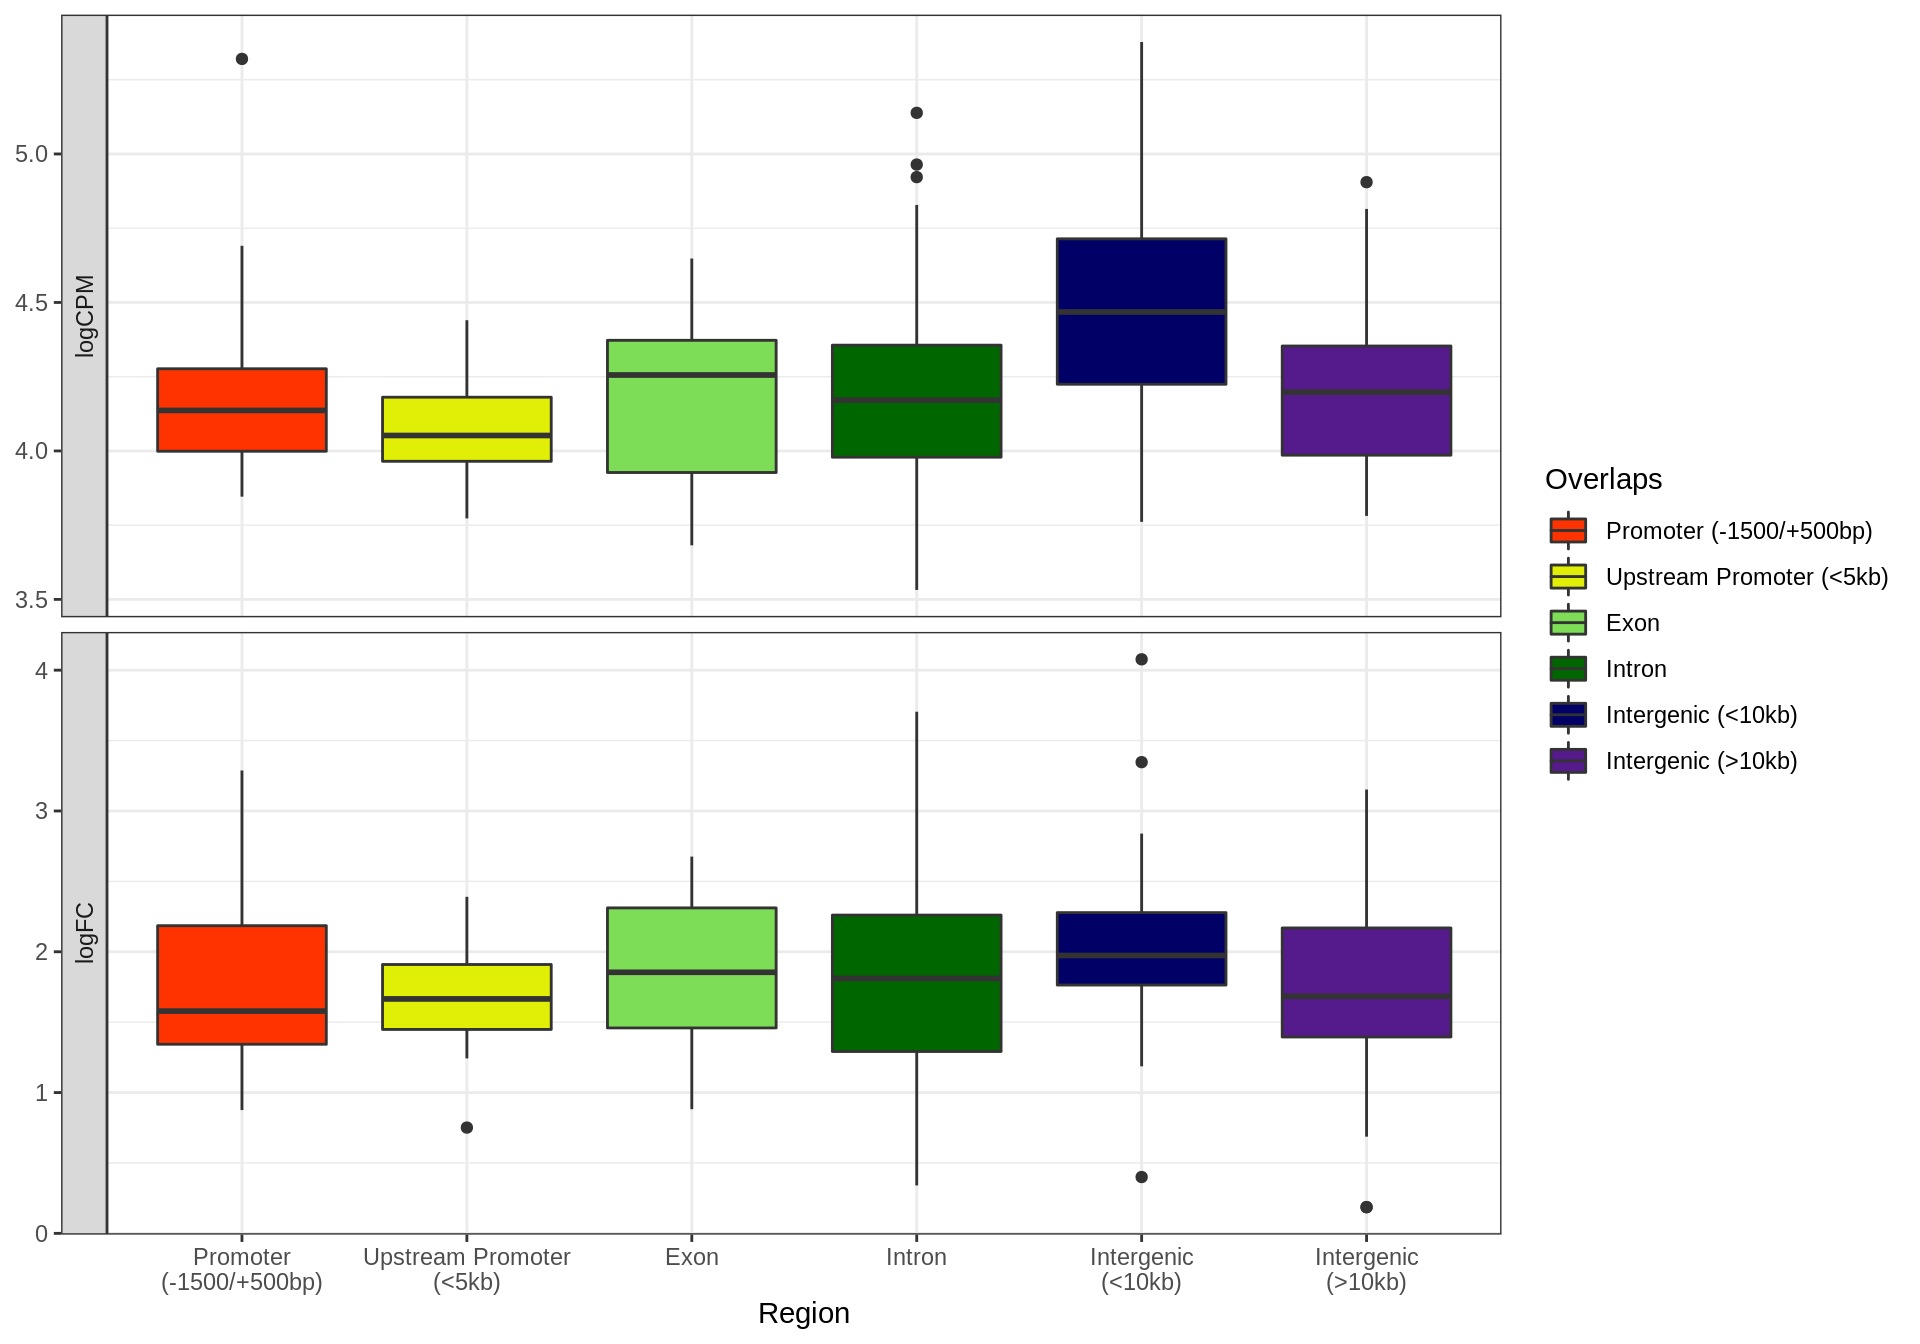 logCPM
5.0
4.5
4.0
3.5
logFC
4
3
2
1
0
Promoter
(-1500/+500bp)
Upstream Promoter
(<5kb)
Exon
Intron
Intergenic
(<10kb)
Intergenic
(>10kb)
Region
Overlaps
Promoter (-1500/+500bp)
Upstream Promoter (<5kb)
Exon
Intron
Intergenic (<10kb)
Intergenic (>10kb)